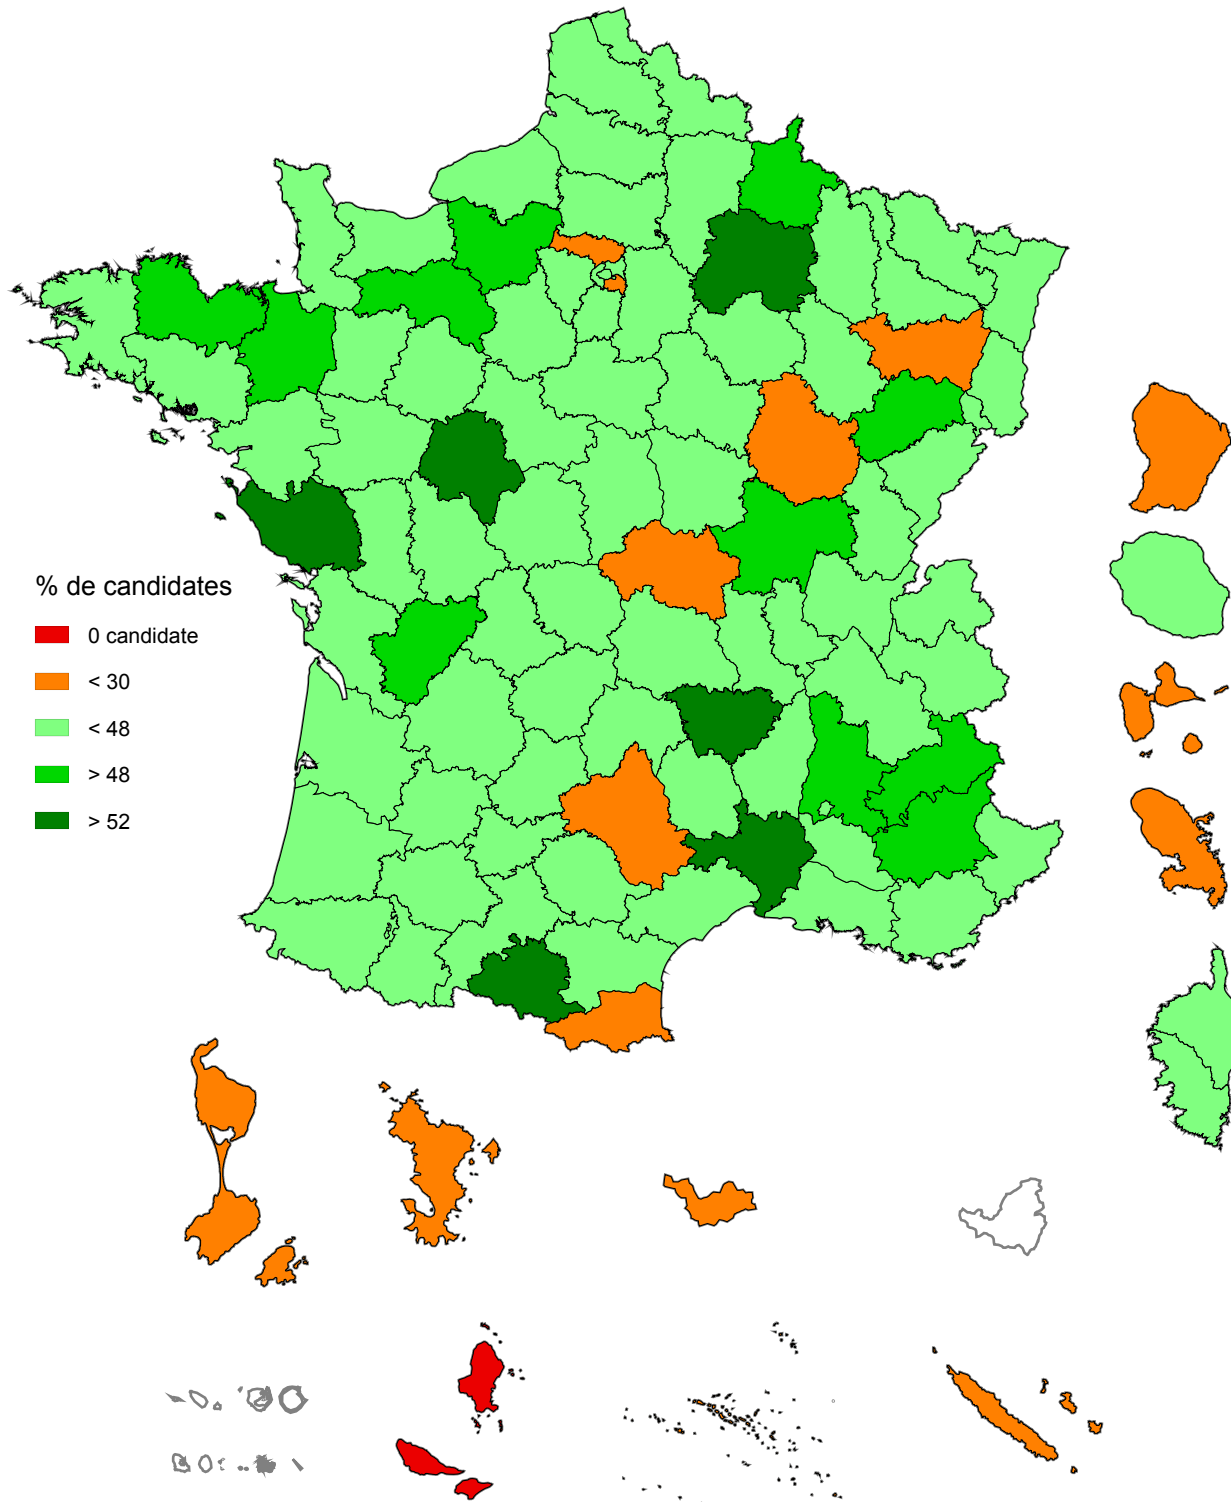 % de candidates
0 candidate
< 30
< 48
> 48
> 52